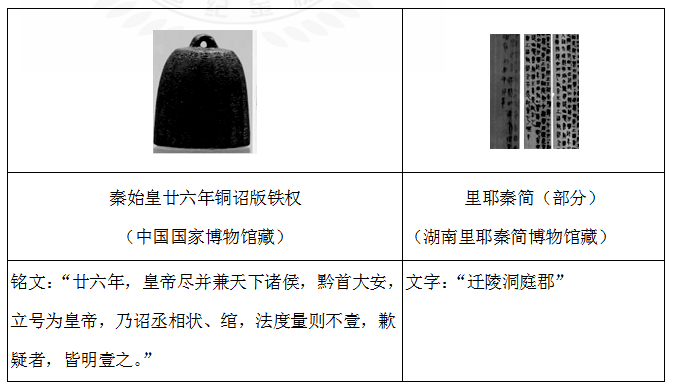 秦始皇廿六年铜诏版铁权
（中国国家博物馆藏）
里耶秦简（部分）
（湖南里耶秦简博物馆藏）
铭文：“廿六年，皇帝尽并兼天下诸侯，黔首大安，
立号为皇帝，乃诏丞相状、绾，法度量则不壹，歉
疑者，皆明壹之。”
文字：“迁陵洞庭郡”